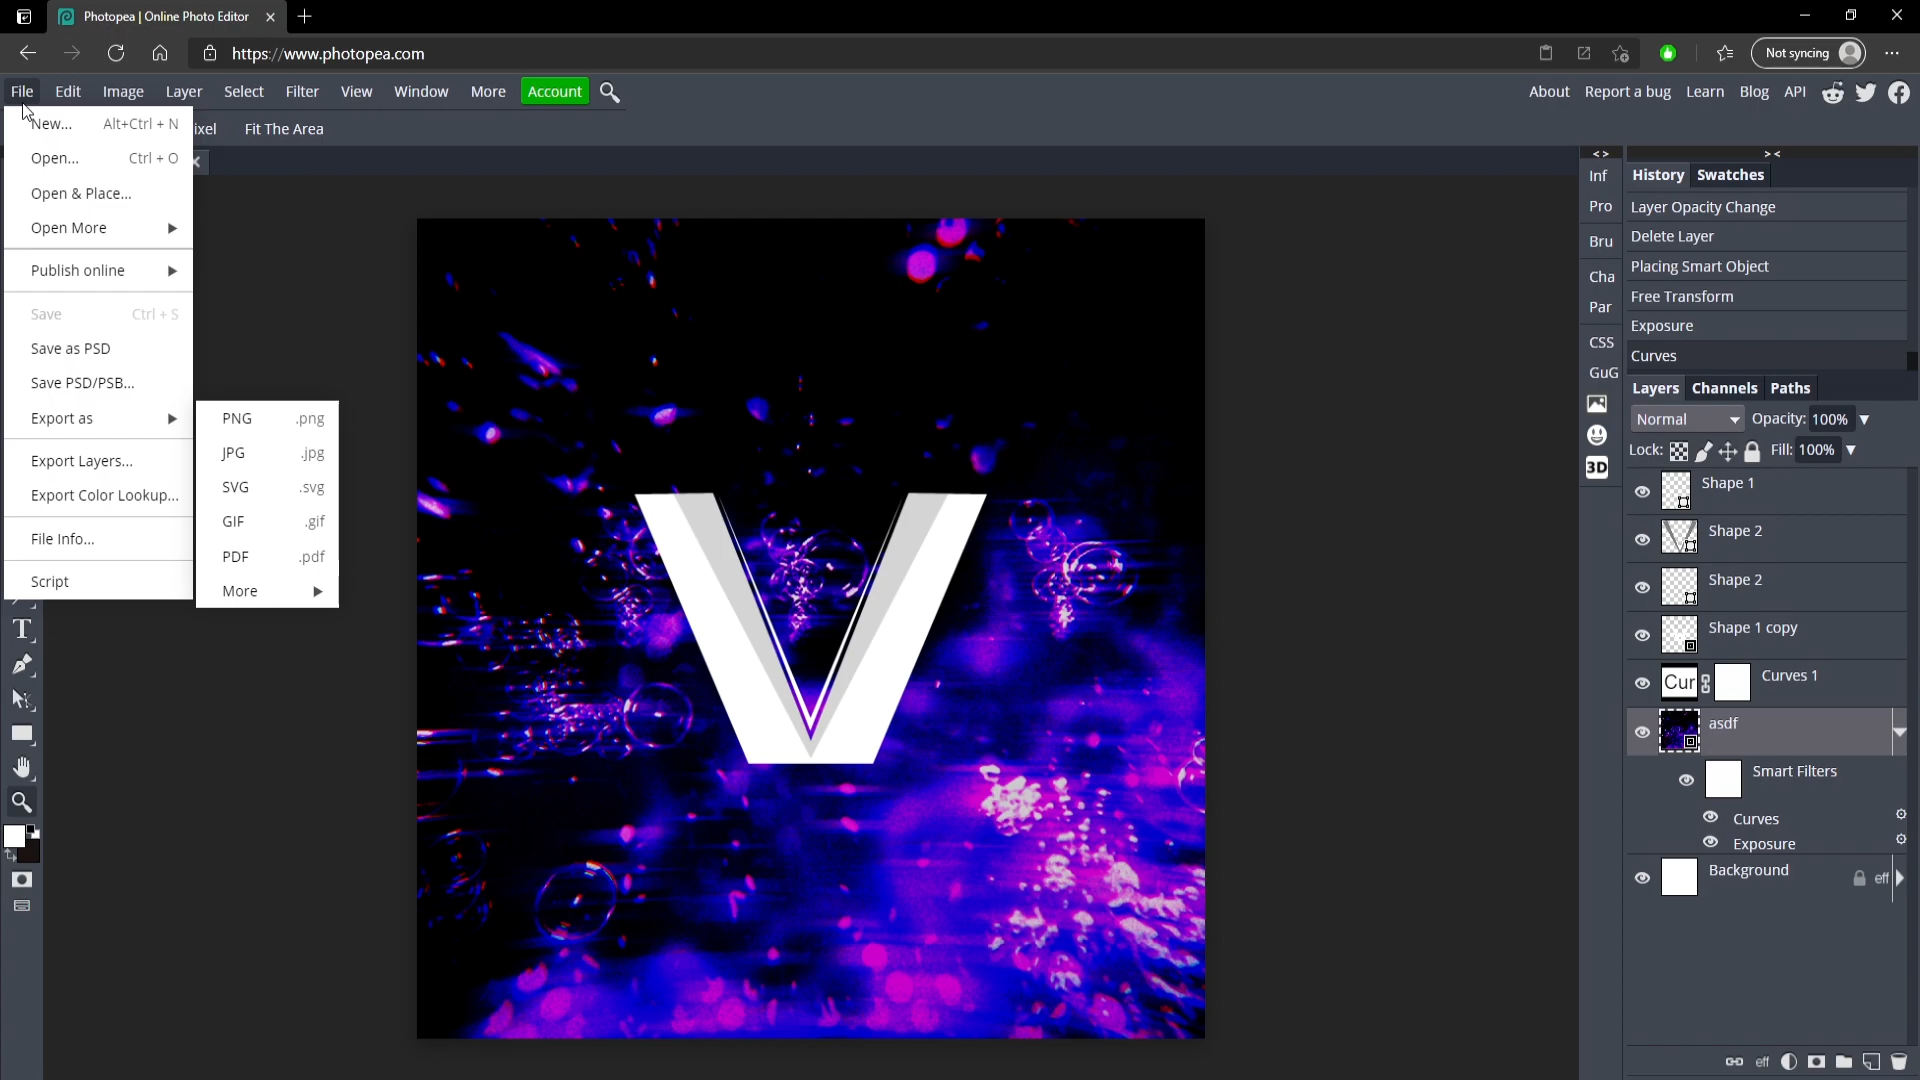 Photopea | Online Photo Editor
https://www.photopea.com
Not syncing
File Edit Image Layer Select Filter View Window More Account
About Report a bug Learn Blog API
ixel Fit The Area
New... Alt+Ctrl + N
Open... Ctrl + O
Open & Place...
Open More
Publish online
Save Ctrl + S
Save as PSD
Save PSD/PSB...
Export as
Export Layers...
Export Color Lookup...
File Info...
Script
PNG .png
JPG .jpg
SVG .svg
GIF .gif
PDF .pdf
More
T
V
< >
> <
Inf
Pro
Bru
Cha
Par
CSS
GuG
3D
History Swatches
Layer Opacity Change
Delete Layer
Placing Smart Object
Free Transform
Exposure
Curves
Layers Channels Paths
Normal Opacity: 100%
Lock: Fill: 100%
Shape 1
Shape 2
Shape 2
Shape 1 copy
Cur Curves 1
asdf
Smart Filters
Curves
Exposure
Background eff
eff